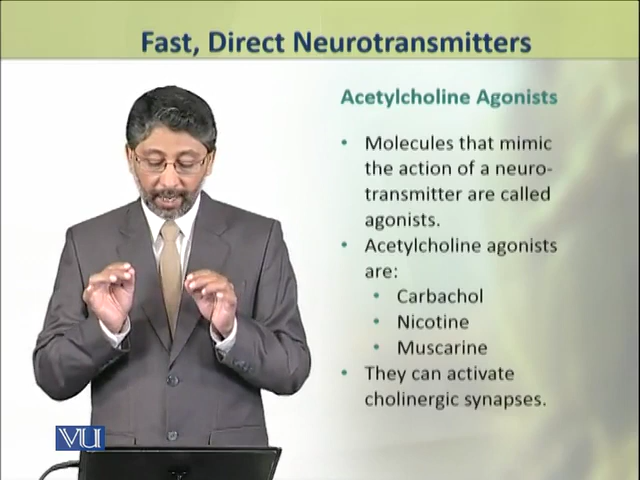 Fast, Direct Neurotransmitters
Acetylcholine Agonists
• Molecules that mimic
the action of a neuro-
transmitter are called
agonists.
• Acetylcholine agonists
are:
• Carbachol
• Nicotine
• Muscarine
• They can activate
cholinergic synapses.
VU